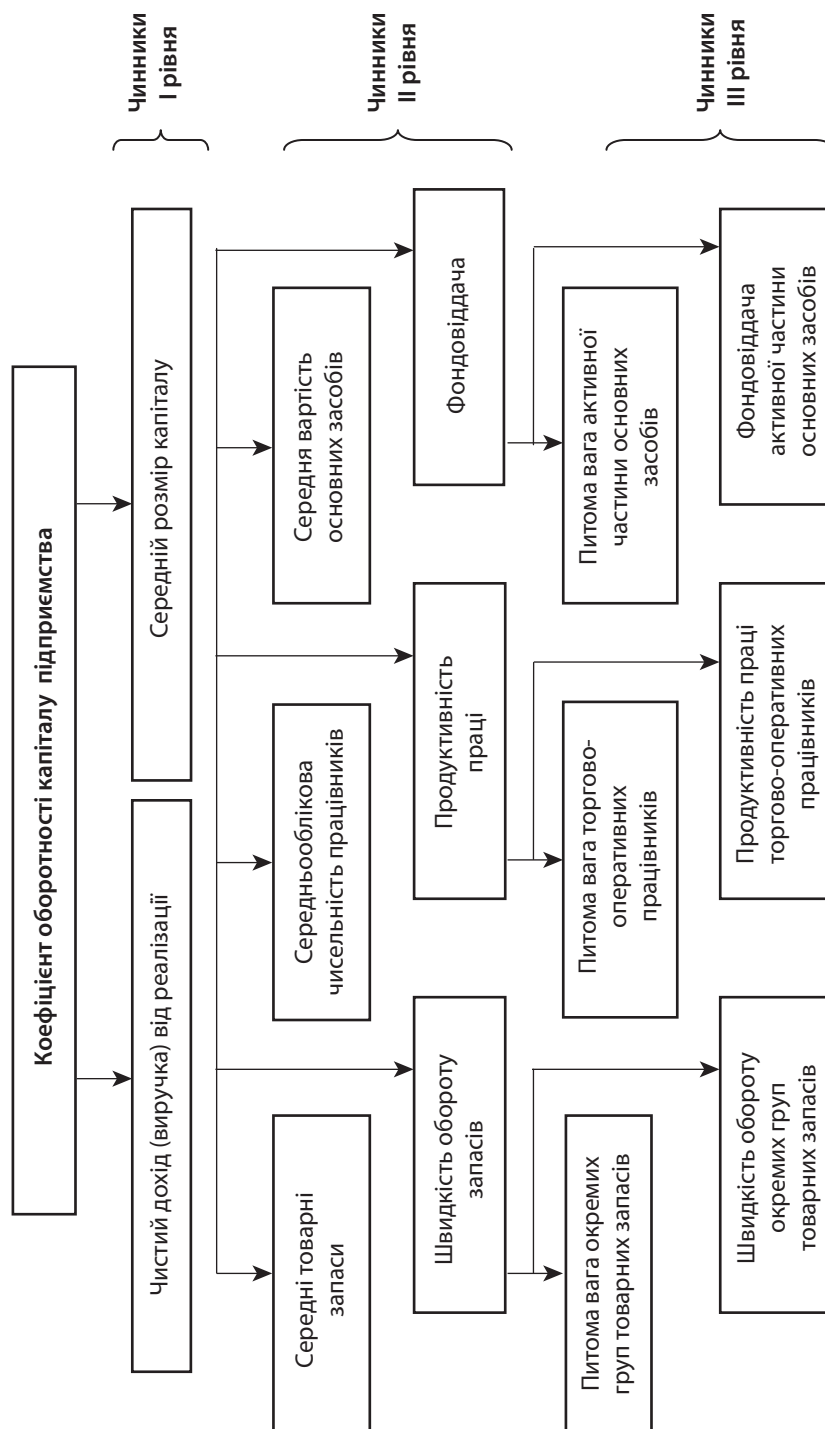 Коефіцієнт оборотності капіталу підприємства
Чистий дохід (виручка) від реалізації
Середній розмір капіталу
Чинники
І рівня
Середні товарні
запаси
Середньооблікова
чисельність працівників
Середня вартість
основних засобів
Швидкість обороту
запасів
Продуктивність
праці
Фондовіддача
Чинники
ІІ рівня
Питома вага окремих
груп товарних запасів
Питома вага торгово-
оперативних
працівників
Питома вага активної
частини основних
засобів
Швидкість обороту
окремих груп
товарних запасів
Продуктивність праці
торгово-оперативних
працівників
Фондовіддача
активної частини
основних засобів
Чинники
ІІІ рівня